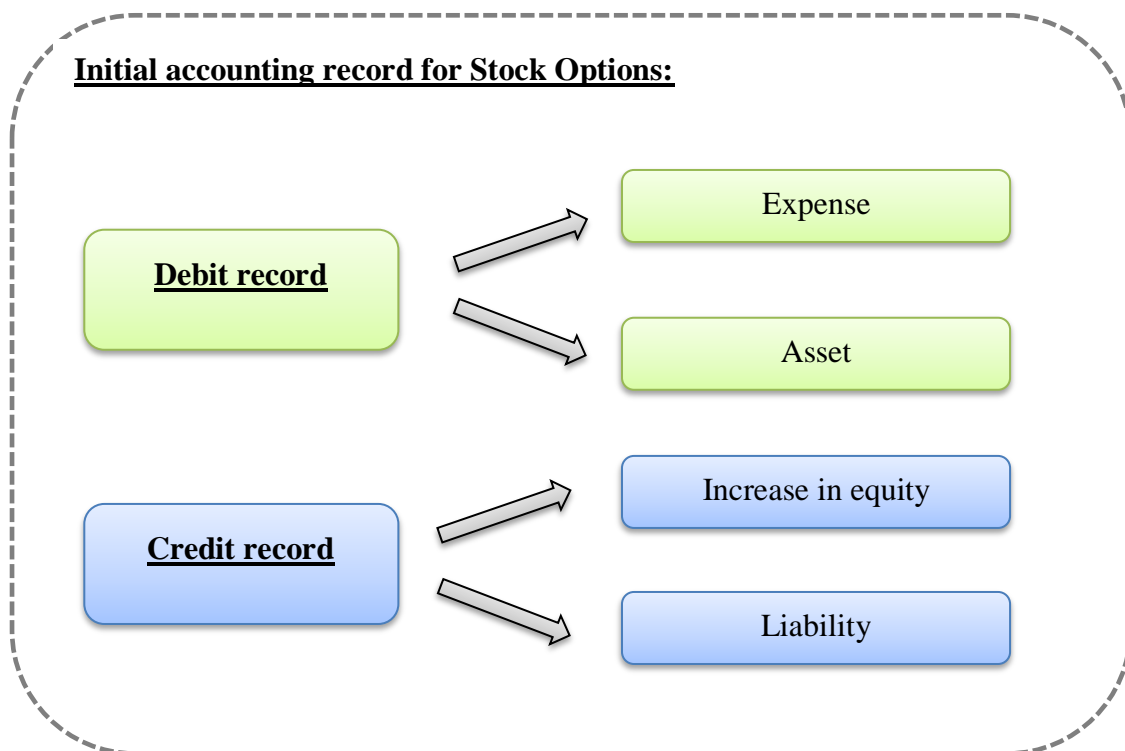 Initial accounting record for Stock Options:
Debit record
Expense
Asset
Credit record
Increase in equity
Liability